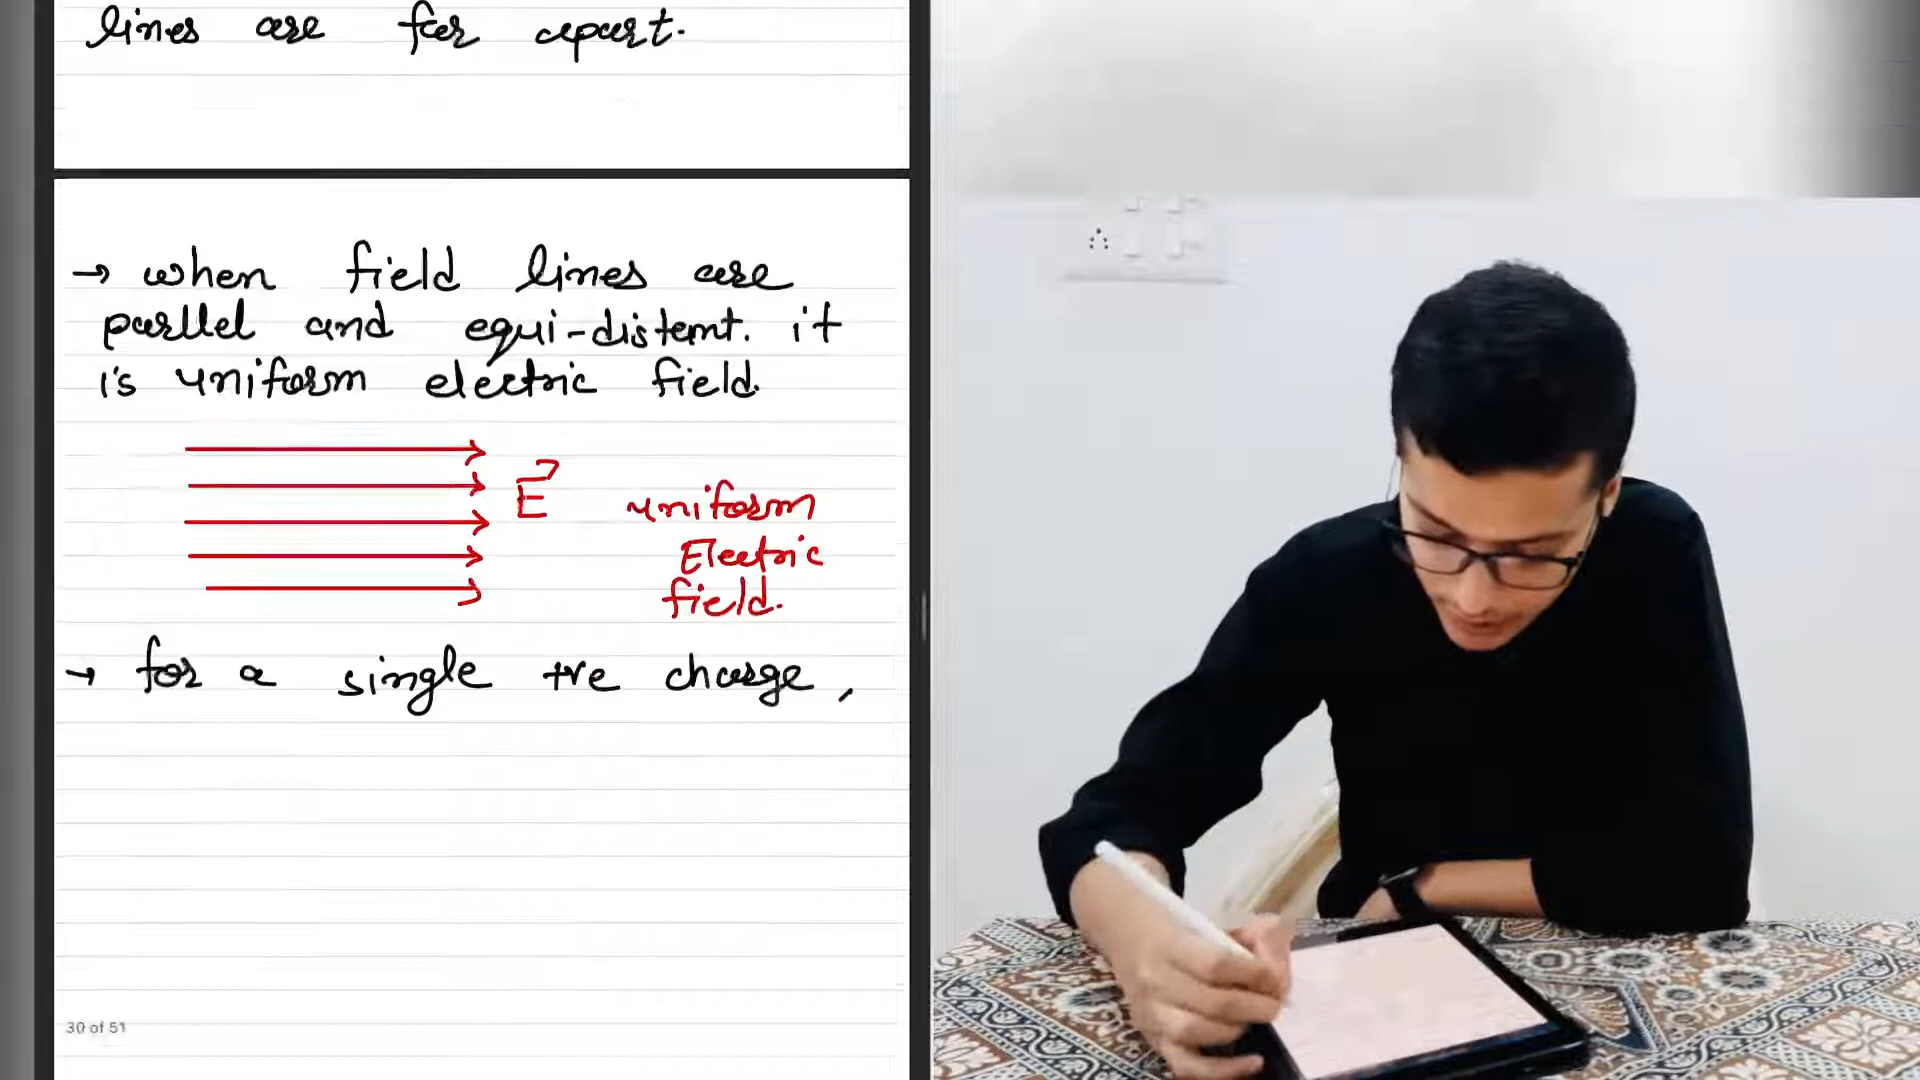 lines are far apart.
→ when field lines are
parllel and equi-distant. it
is uniform electric field.
E⃗ uniform
Electric
field.
→ for a single +ve charge,
30 of 51